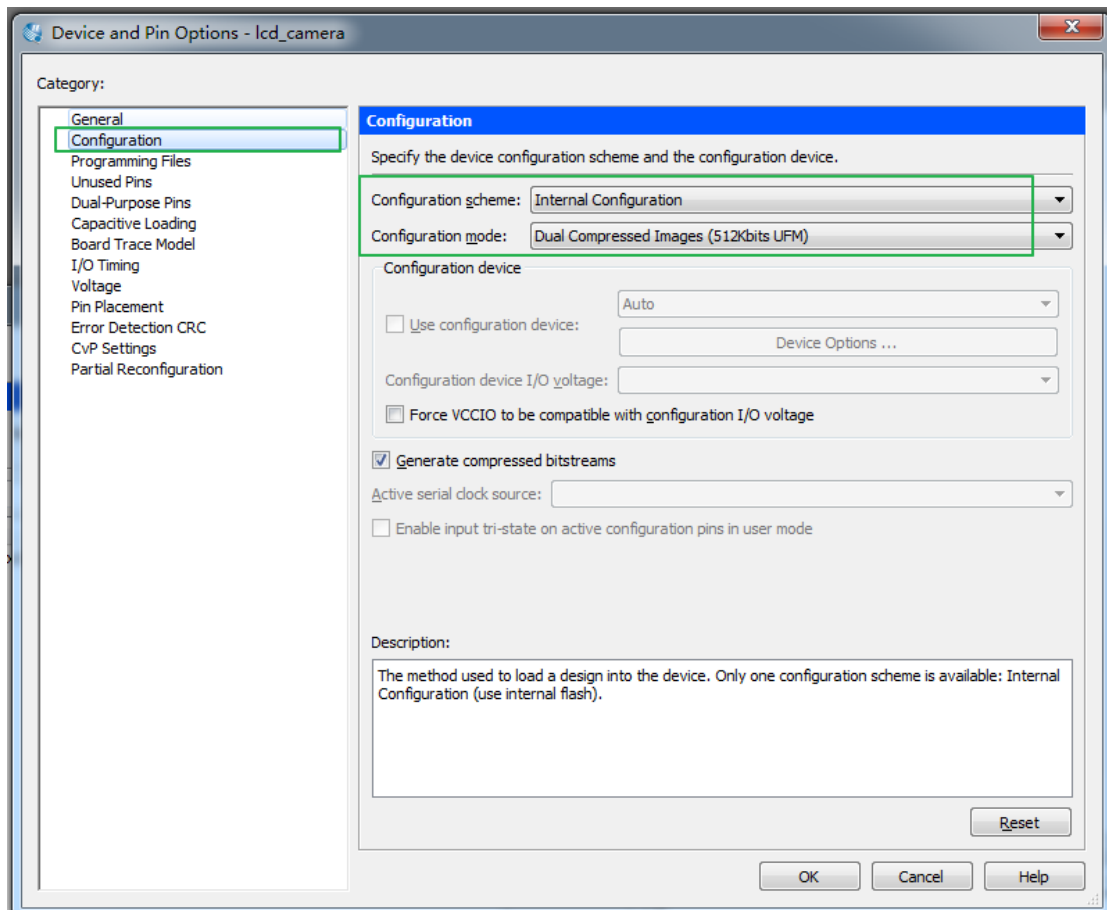 Device and Pin Options - lcd_camera
Category:
General
Configuration
Programming Files
Unused Pins
Dual-Purpose Pins
Capacitive Loading
Board Trace Model
I/O Timing
Voltage
Pin Placement
Error Detection CRC
CvP Settings
Partial Reconfiguration
Configuration
Specify the device configuration scheme and the configuration device.
Configuration scheme: Internal Configuration
Configuration mode: Dual Compressed Images (512Kbits UFM)
Configuration device
Auto
Use configuration device:
Device Options ...
Configuration device I/O voltage:
Force VCCIO to be compatible with configuration I/O voltage
Generate compressed bitstreams
Active serial clock source:
Enable input tri-state on active configuration pins in user mode
Description:
The method used to load a design into the device. Only one configuration scheme is available: Internal
Configuration (use internal flash).
Reset
OK Cancel Help